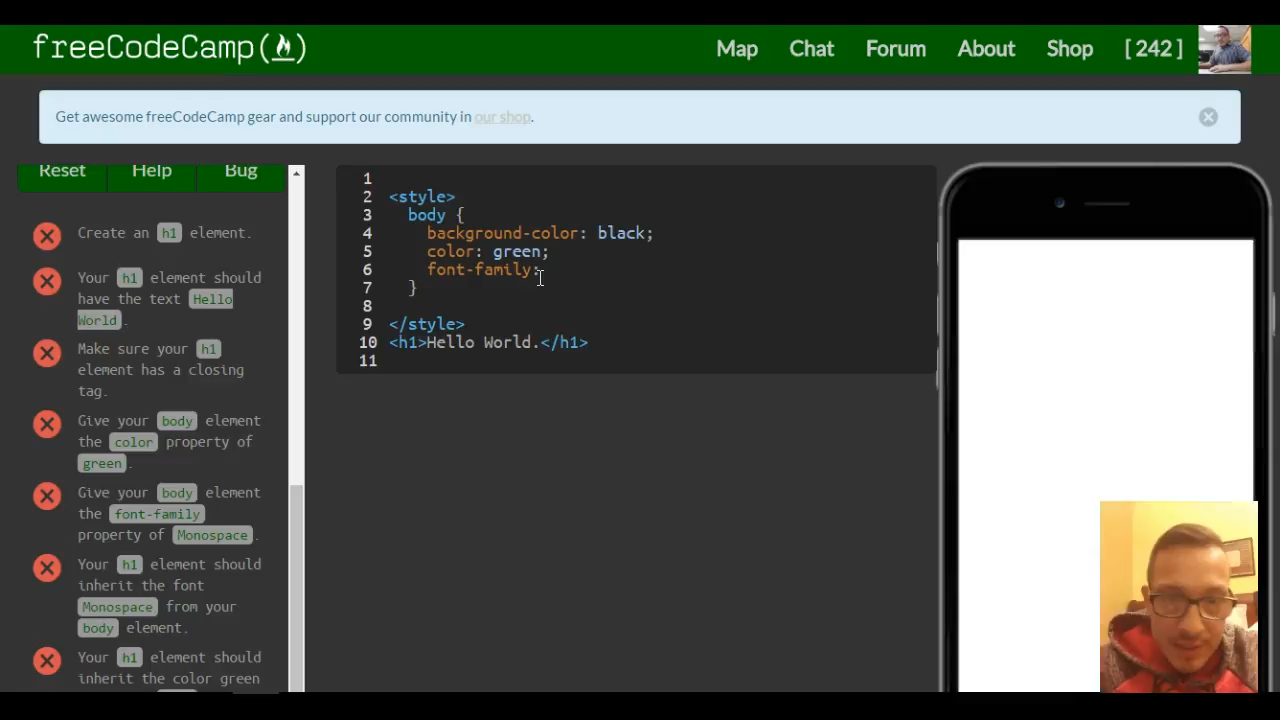 freeCodeCamp
Map Chat Forum About Shop [ 242 ]
Get awesome freeCodeCamp gear and support our community in our shop.
Reset Help Bug
Create an h1 element.
Your h1 element should
have the text Hello
World.
Make sure your h1
element has a closing
tag.
Give your body element
the color property of
green.
Give your body element
the font-family
property of Monospace.
Your h1 element should
inherit the font
Monospace from your
body element.
Your h1 element should
inherit the color green
1
2 <style>
3 body {
4 background-color: black;
5 color: green;
6 font-family:
7 }
8
9 </style>
10 <h1>Hello World.</h1>
11